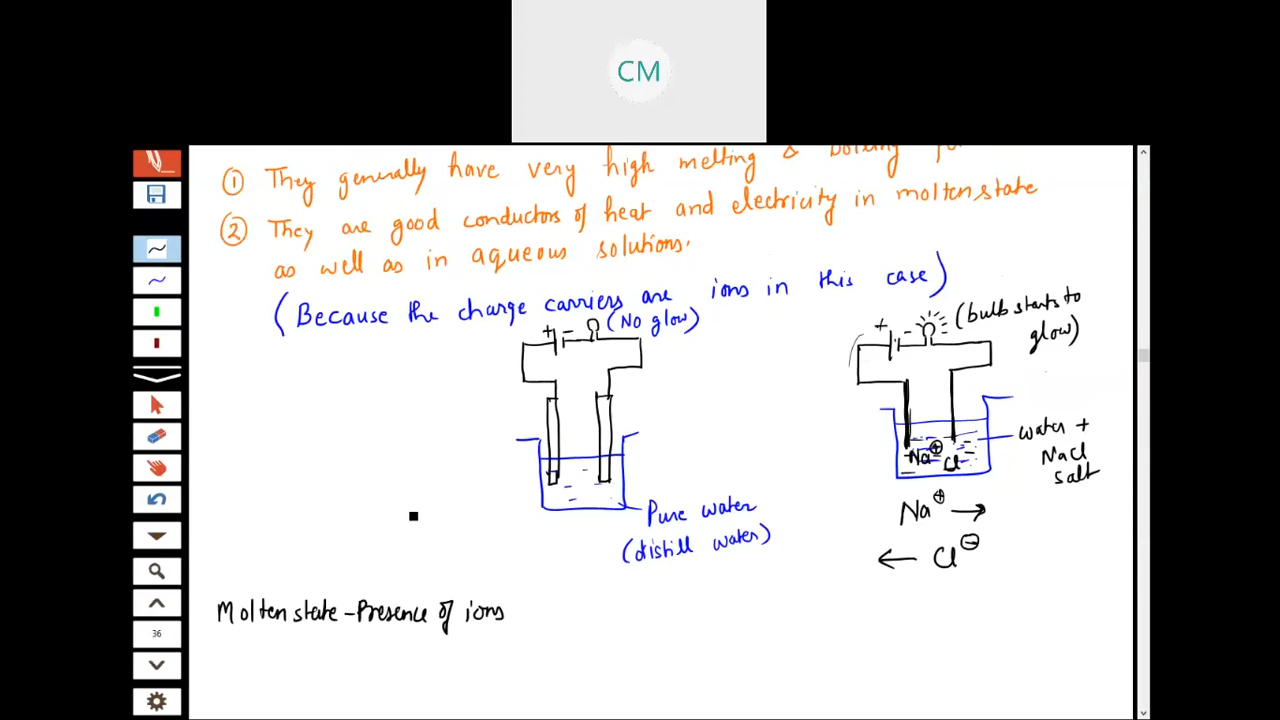 CM
① They generally have very high melting &
② They are good conductors of heat and electricity in molten state
as well as in aqueous solutions.
(Because the charge carriers are ions in this case)
+ - (No glow)
+ - (bulb starts to
glow)
Na⊕ Cl
water +
NaCl
salt
Pure water
(distill water)
Na⊕ →
← Cl⊖
Molten state - Presence of ions
36